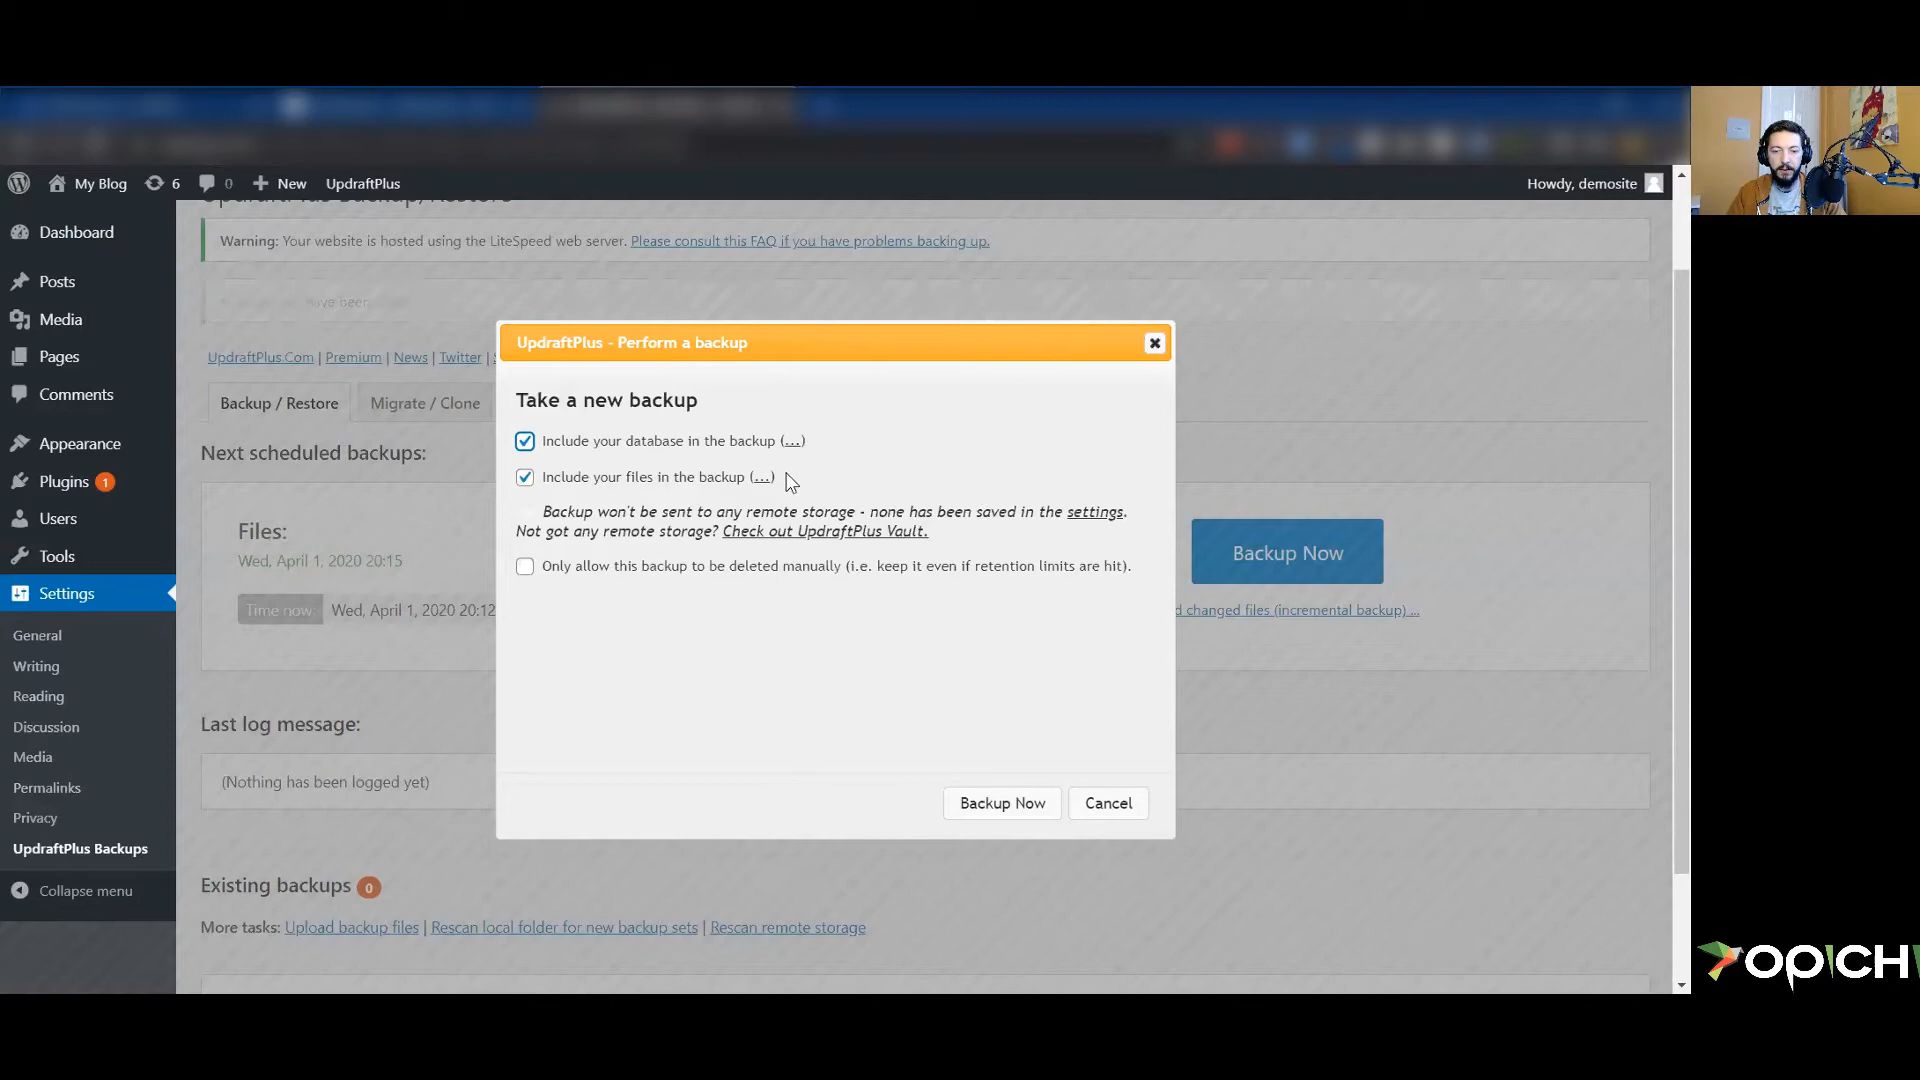 My Blog
6
0
New
UpdraftPlus
Howdy, demosite
Dashboard
Posts
Media
Pages
Comments
Appearance
Plugins 1
Users
Tools
Settings
General
Writing
Reading
Discussion
Media
Permalinks
Privacy
UpdraftPlus Backups
Collapse menu
UpdraftPlus Backup/Restore
Warning: Your website is hosted using the LiteSpeed web server. Please consult this FAQ if you have problems backing up.
UpdraftPlus.Com | Premium | News | Twitter |
Backup / Restore
Migrate / Clone
Next scheduled backups:
Files:
Wed, April 1, 2020 20:15
Time now: Wed, April 1, 2020 20:12
Backup Now
changed files (incremental backup) ...
Last log message:
(Nothing has been logged yet)
Existing backups 0
More tasks: Upload backup files | Rescan local folder for new backup sets | Rescan remote storage
UpdraftPlus - Perform a backup
Take a new backup
Include your database in the backup (...)
Include your files in the backup (...)
Backup won't be sent to any remote storage - none has been saved in the settings.
Not got any remote storage? Check out UpdraftPlus Vault.
Only allow this backup to be deleted manually (i.e. keep it even if retention limits are hit).
Backup Now
Cancel